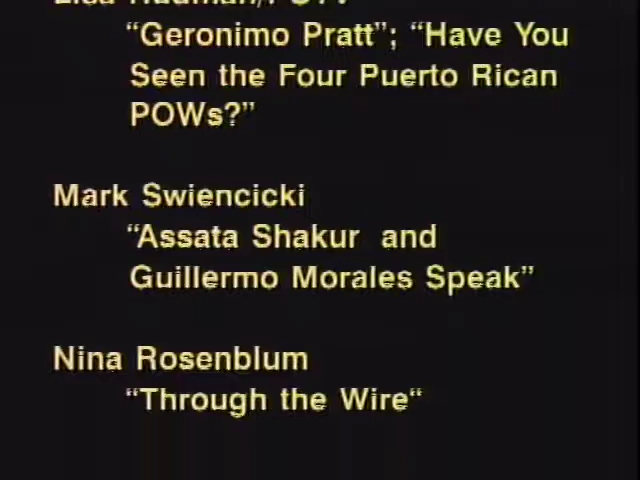 “Geronimo Pratt”; “Have You
Seen the Four Puerto Rican
POWs?”
Mark Swiencicki
“Assata Shakur and
Guillermo Morales Speak”
Nina Rosenblum
“Through the Wire“